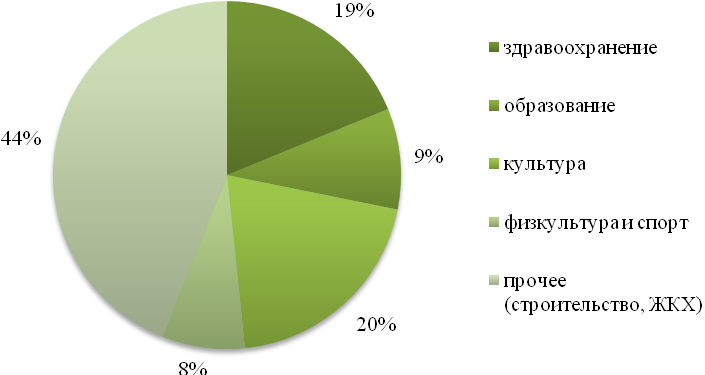 19%
здравоохранение
образование
44%
9%
культура
физкультура и спорт
прочее
(строительство, ЖКХ)
20%
8%